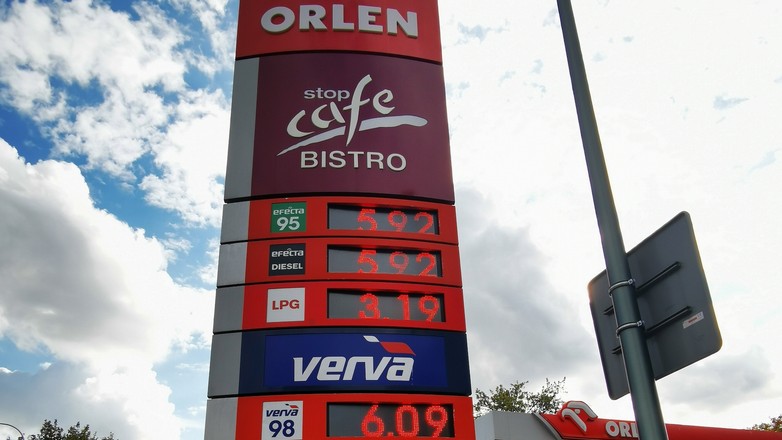 ORLEN
stop
cafe
BISTRO
efecta
95
5.92
efecta
DIESEL
5.92
LPG
3.19
verva
verva
98
6.09
ORL